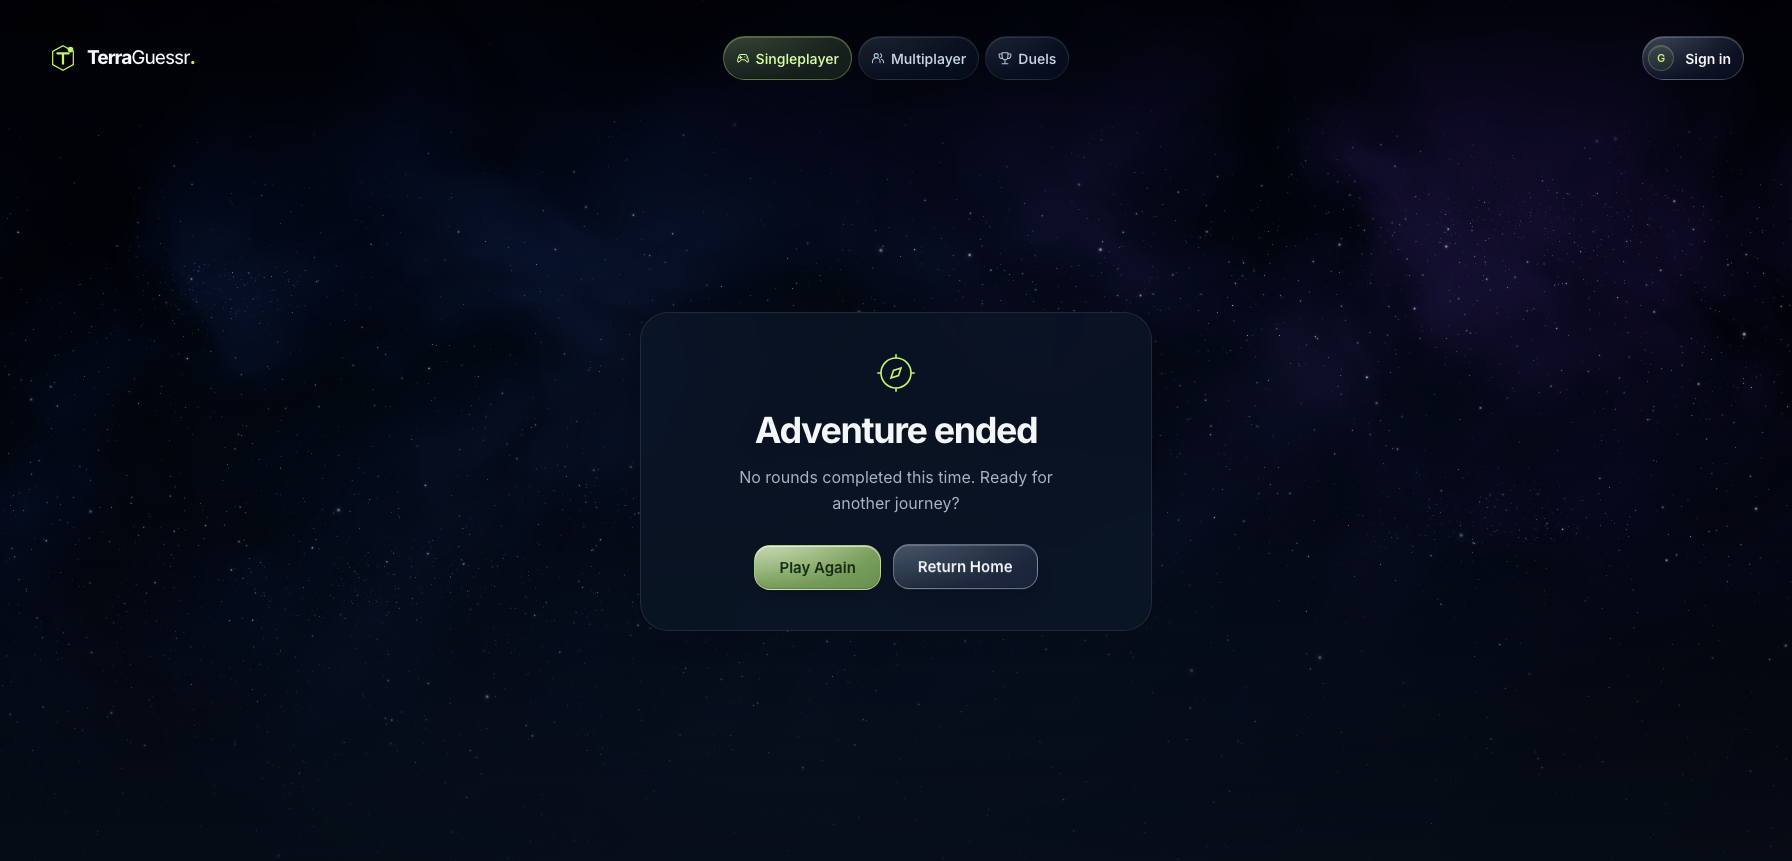 TerraGuessr.
Singleplayer
Multiplayer
Duels
G
Sign in
Adventure ended
No rounds completed this time. Ready for
another journey?
Play Again
Return Home